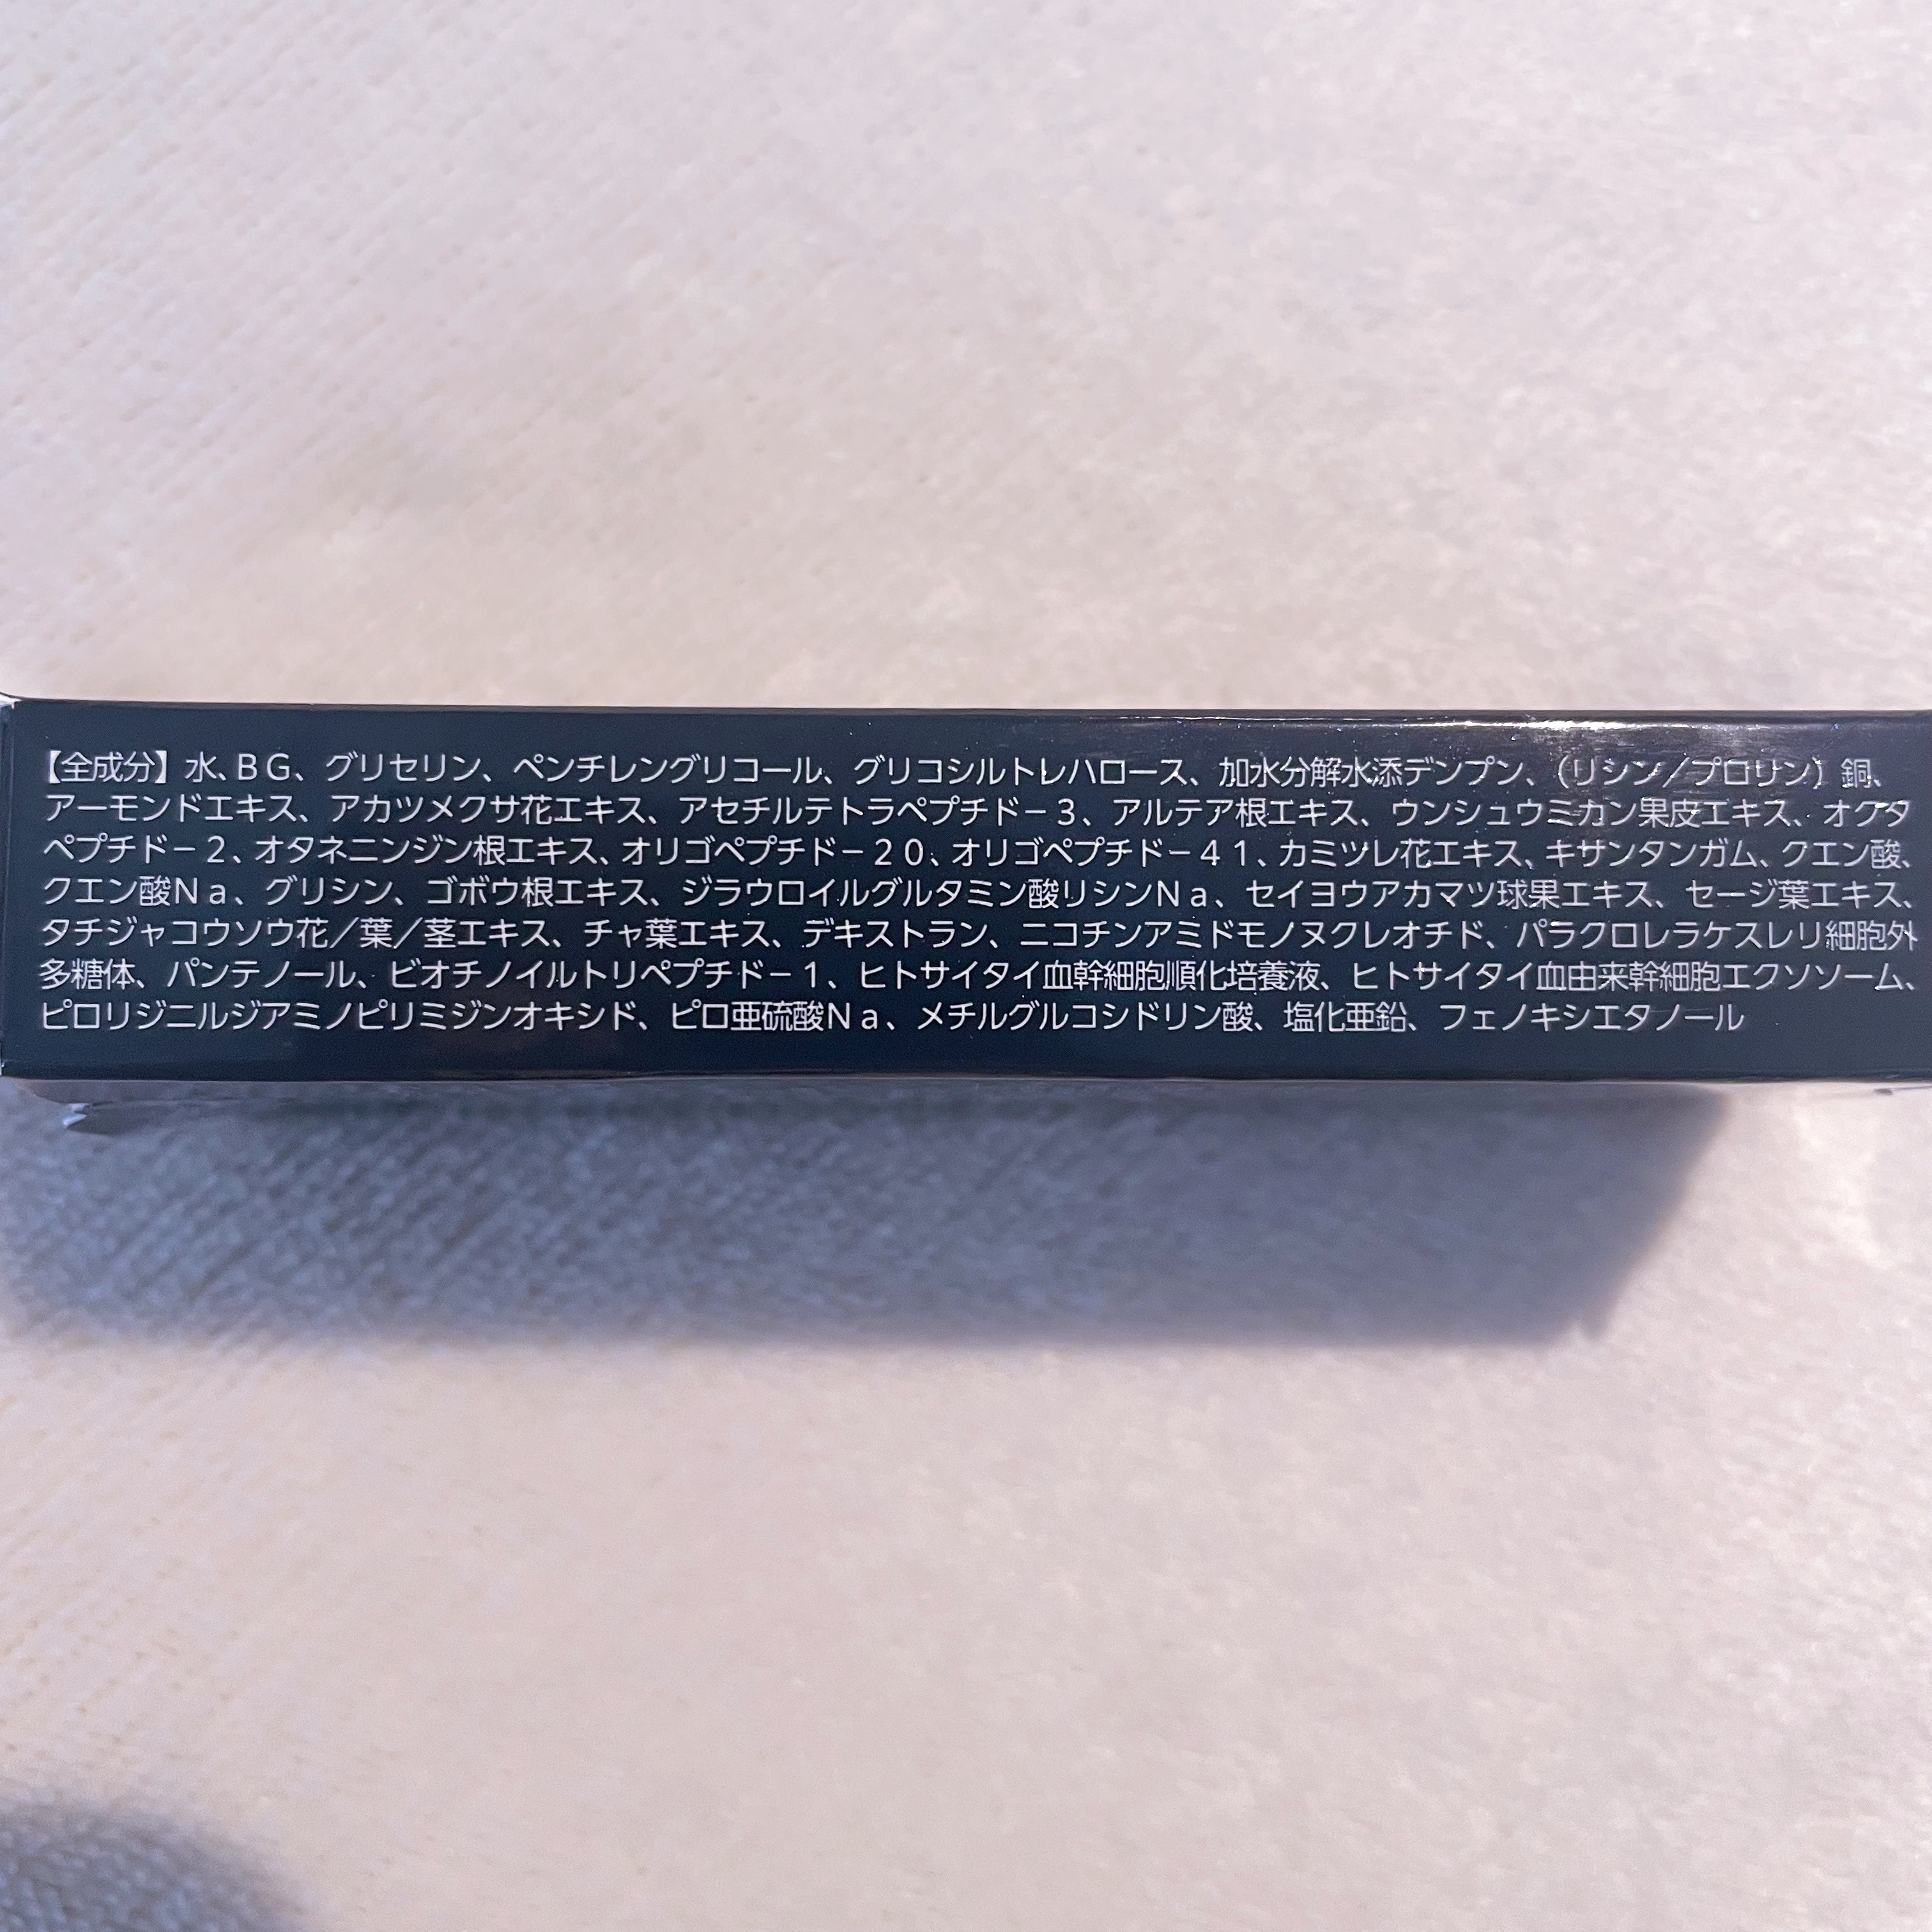 【全成分】水、ＢＧ、グリセリン、ペンチレングリコール、グリコシルトレハロース、加水分解水添デンプン、（リシン／プロリン）銅、
アーモンドエキス、アカツメクサ花エキス、アセチルテトラペプチド－３、アルテア根エキス、ウンシュウミカン果皮エキス、オクタ
ペプチド－２、オタネニンジン根エキス、オリゴペプチド－２０、オリゴペプチド－４１、カミツレ花エキス、キサンタンガム、クエン酸、
クエン酸Ｎａ、グリシン、ゴボウ根エキス、ジラウロイルグルタミン酸リシンＮａ、セイヨウアカマツ球果エキス、セージ葉エキス、
タチジャコウソウ花／葉／茎エキス、チャ葉エキス、デキストラン、ニコチンアミドモノヌクレオチド、パラクロレラケスレリ細胞外
多糖体、パンテノール、ビオチノイルトリペプチド－１、ヒトサイタイ血幹細胞順化培養液、ヒトサイタイ血由来幹細胞エクソソーム、
ピロリジニルジアミノピリミジンオキシド、ピロ亜硫酸Ｎａ、メチルグルコシドリン酸、塩化亜鉛、フェノキシエタノール